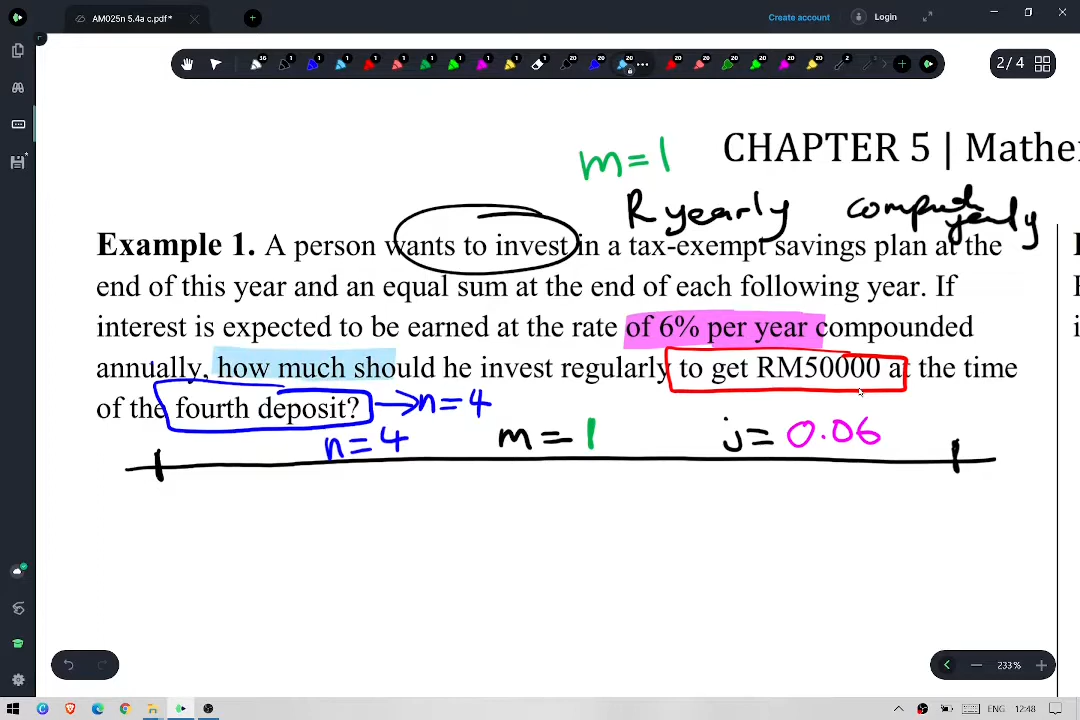 AM025n 5.4a c.pdf*
Create account
Login
2/4
CHAPTER 5 | Mathe
m=1
R yearly
yearly
Example 1. A person wants to invest in a tax-exempt savings plan at the
end of this year and an equal sum at the end of each following year. If
interest is expected to be earned at the rate of 6% per year compounded
annually, how much should he invest regularly to get RM50000 at the time
of the fourth deposit? →n=4
n=4 m=1 j=0.06
233%
ENG 12:48